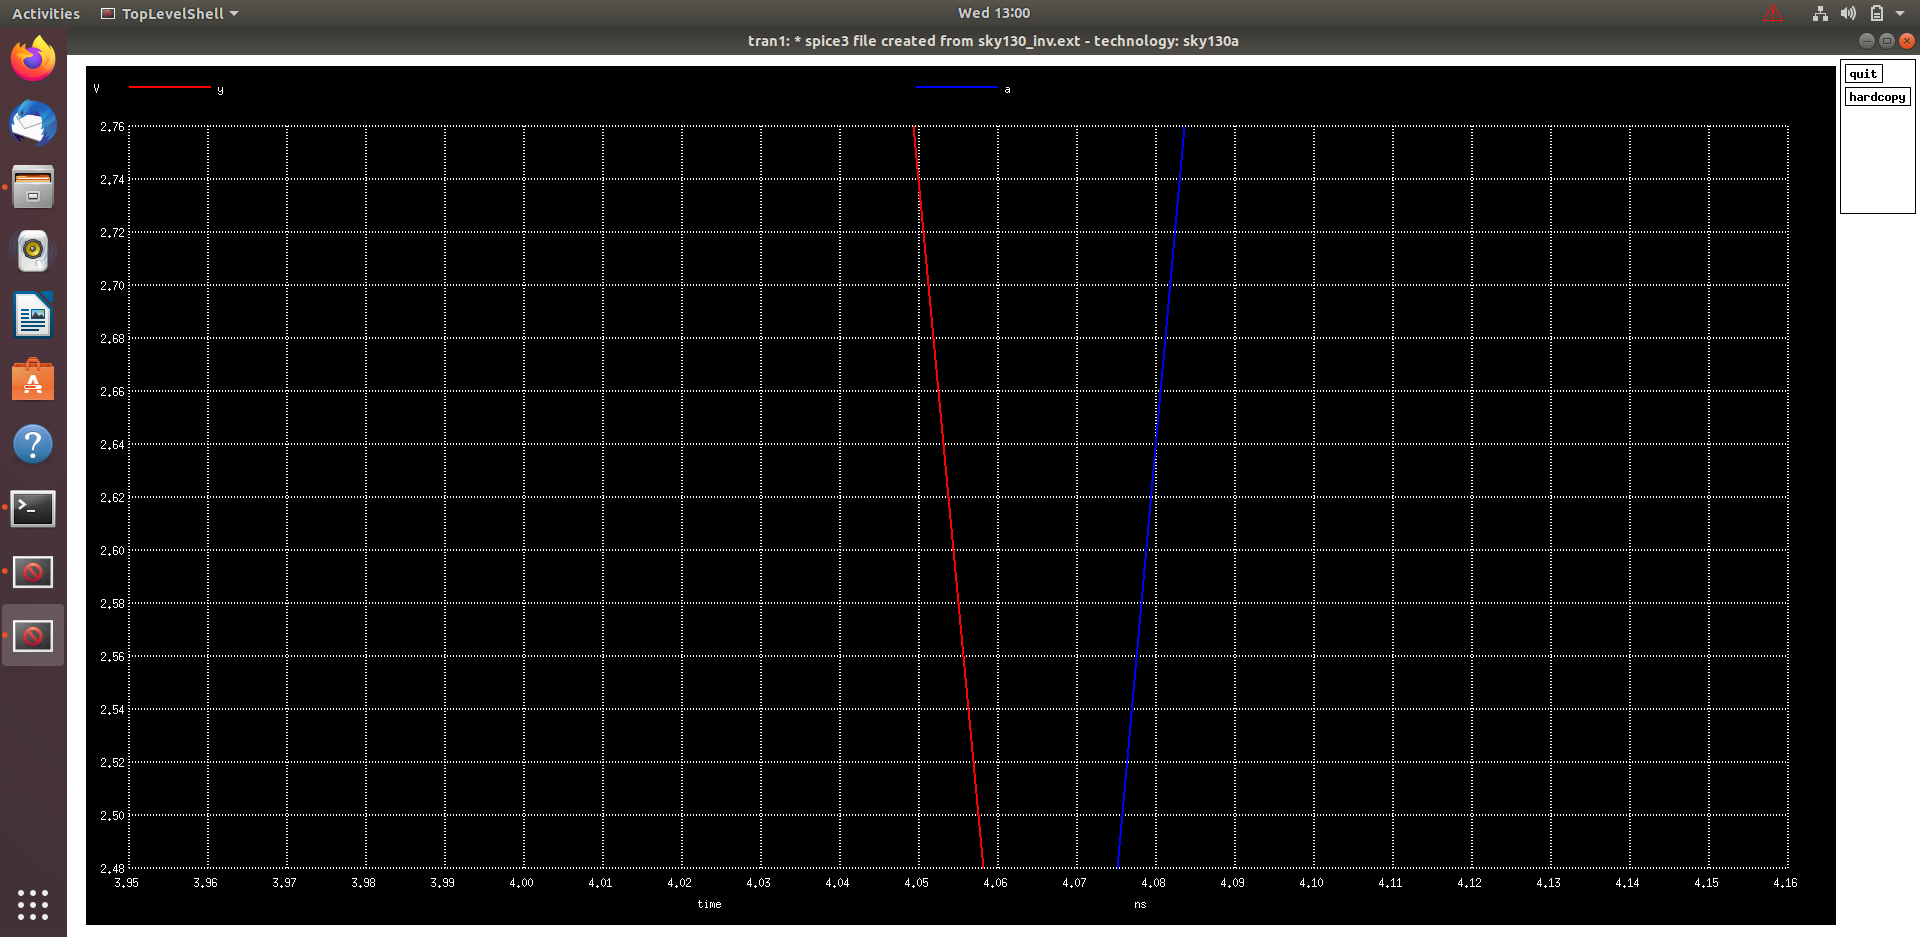 Activities TopLevelShell Wed 13:00
tran1: * spice3 file created from sky130_inv.ext - technology: sky130a
quit
hardcopy
V y a
2.76
2.74
2.72
2.70
2.68
2.66
2.64
2.62
2.60
2.58
2.56
2.54
2.52
2.50
2.48
3.95 3.96 3.97 3.98 3.99 4.00 4.01 4.02 4.03 4.04 4.05 4.06 4.07 4.08 4.09 4.10 4.11 4.12 4.13 4.14 4.15 4.16
time ns